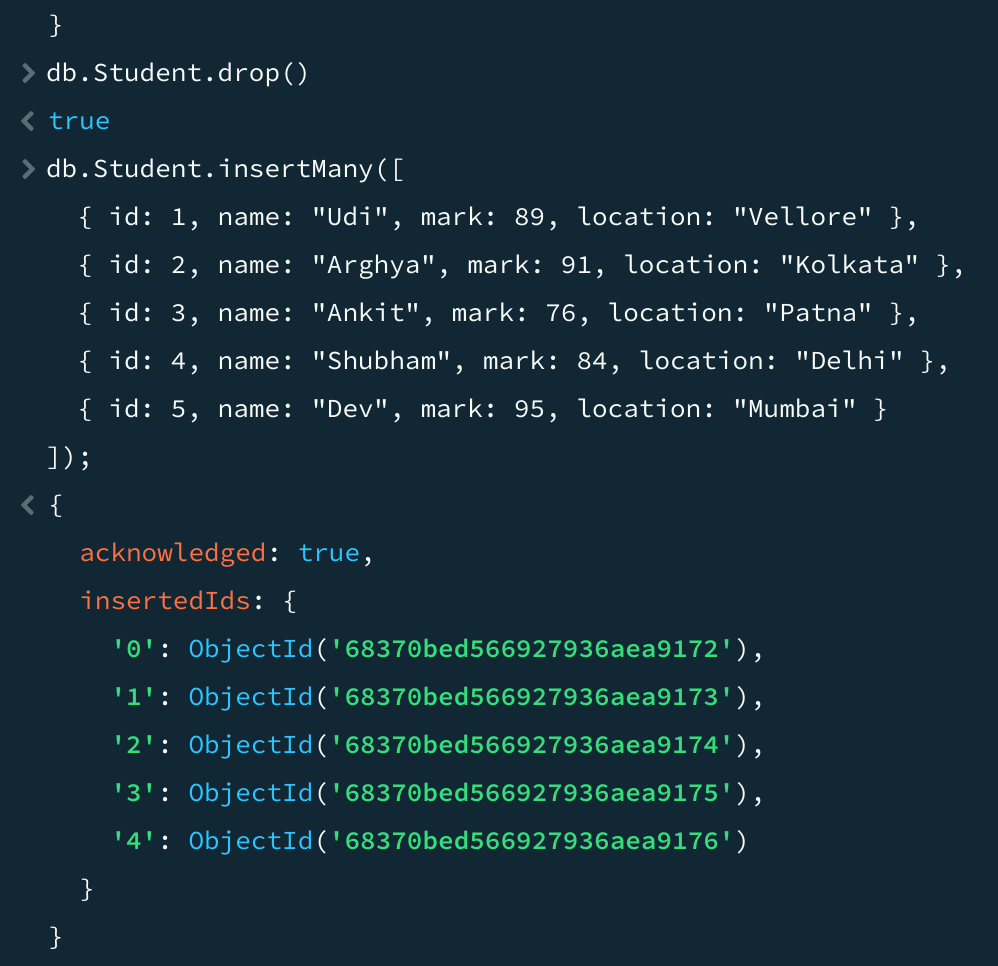 }
> db.Student.drop()
< true
> db.Student.insertMany([
{ id: 1, name: "Udi", mark: 89, location: "Vellore" },
{ id: 2, name: "Arghya", mark: 91, location: "Kolkata" },
{ id: 3, name: "Ankit", mark: 76, location: "Patna" },
{ id: 4, name: "Shubham", mark: 84, location: "Delhi" },
{ id: 5, name: "Dev", mark: 95, location: "Mumbai" }
]);
< {
acknowledged: true,
insertedIds: {
'0': ObjectId('68370bed566927936aea9172'),
'1': ObjectId('68370bed566927936aea9173'),
'2': ObjectId('68370bed566927936aea9174'),
'3': ObjectId('68370bed566927936aea9175'),
'4': ObjectId('68370bed566927936aea9176')
}
}